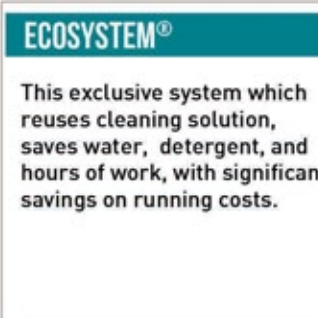 ECOSYSTEM®
This exclusive system which
reuses cleaning solution,
saves water, detergent, and
hours of work, with significan
savings on running costs.